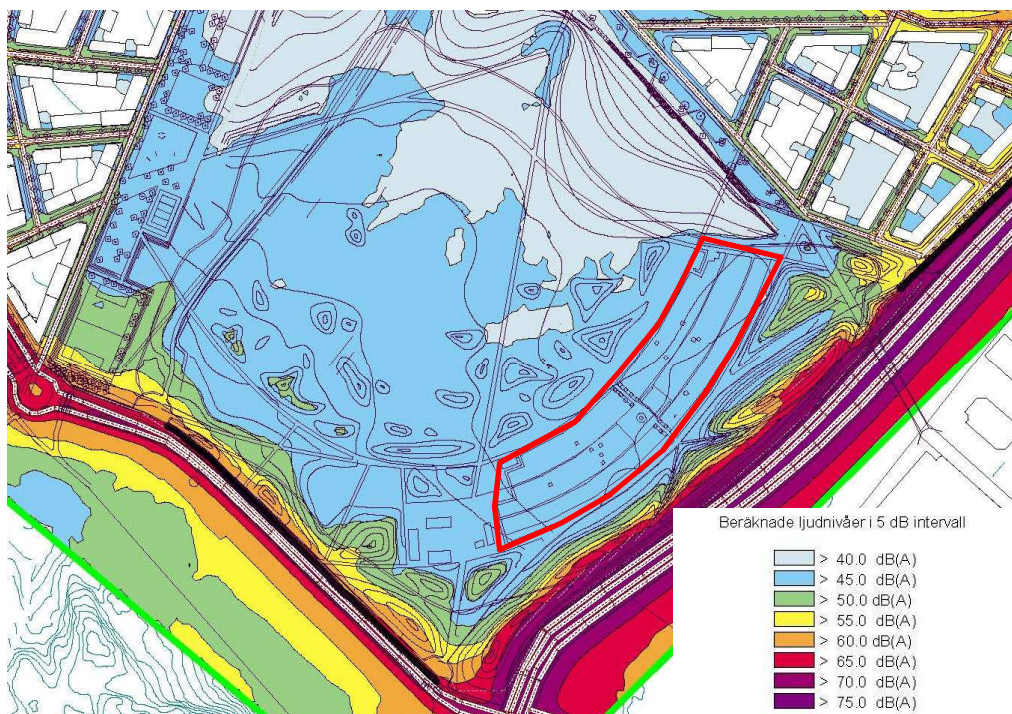 Beräknade ljudnivåer i 5 dB intervall
> 40.0 dB(A)
> 45.0 dB(A)
> 50.0 dB(A)
> 55.0 dB(A)
> 60.0 dB(A)
> 65.0 dB(A)
> 70.0 dB(A)
> 75.0 dB(A)